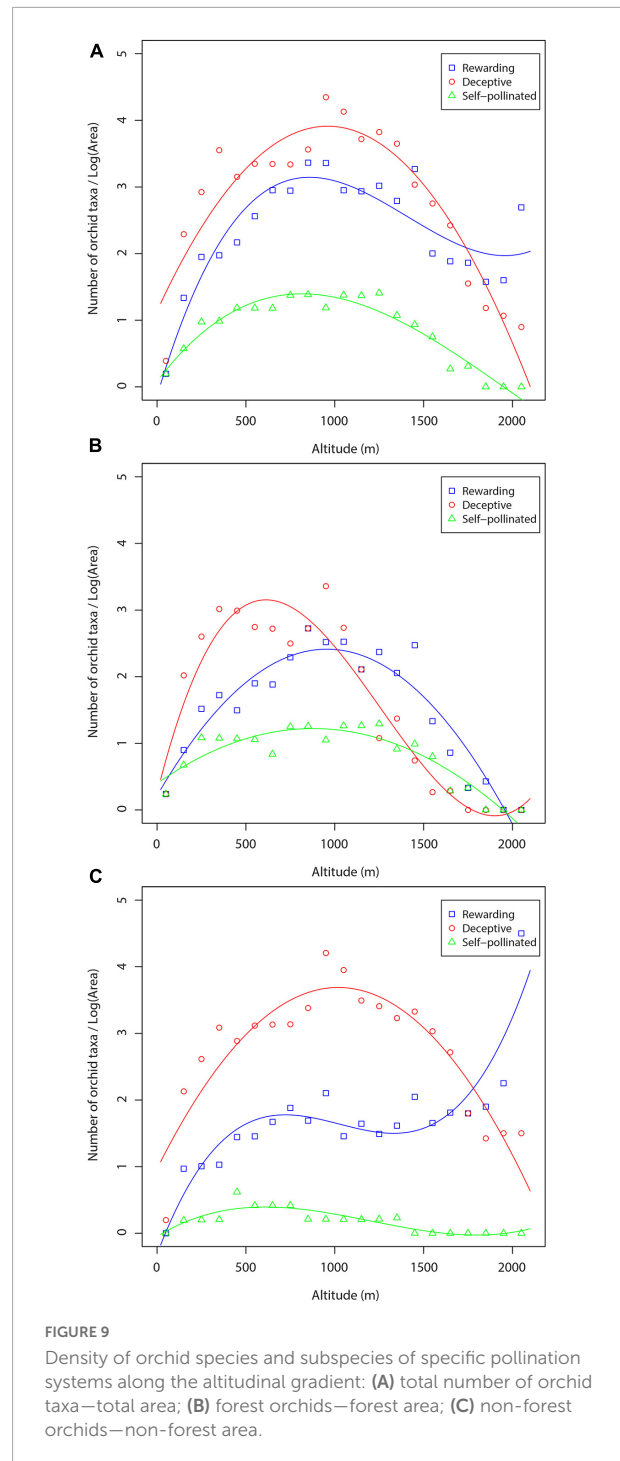 A
Number of orchid taxa / Log(Area)
5
4
3
2
1
0
Rewarding
Deceptive
Self−pollinated
0
500
1000
1500
2000
Altitude (m)
B
Number of orchid taxa / Log(Area)
5
4
3
2
1
0
Rewarding
Deceptive
Self−pollinated
0
500
1000
1500
2000
Altitude (m)
C
Number of orchid taxa / Log(Area)
5
4
3
2
1
0
Rewarding
Deceptive
Self−pollinated
0
500
1000
1500
2000
Altitude (m)
FIGURE 9
Density of orchid species and subspecies of specific pollination
systems along the altitudinal gradient: (A) total number of orchid
taxa—total area; (B) forest orchids—forest area; (C) non-forest
orchids—non-forest area.